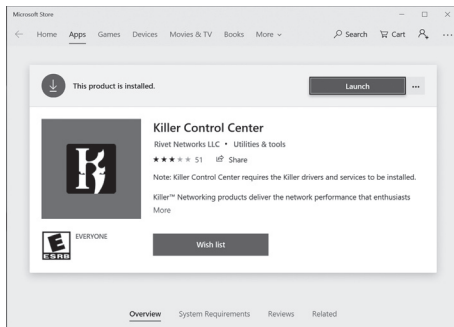 Microsoft Store
Home Apps Games Devices Movies & TV Books More Search Cart
This product is installed.
Launch
Killer Control Center
Rivet Networks LLC • Utilities & tools
51 Share
Note: Killer Control Center requires the Killer drivers and services to be installed.
Killer™ Networking products deliver the network performance that enthusiasts
More
K
E
ESRB
EVERYONE
Wish list
Overview System Requirements Reviews Related